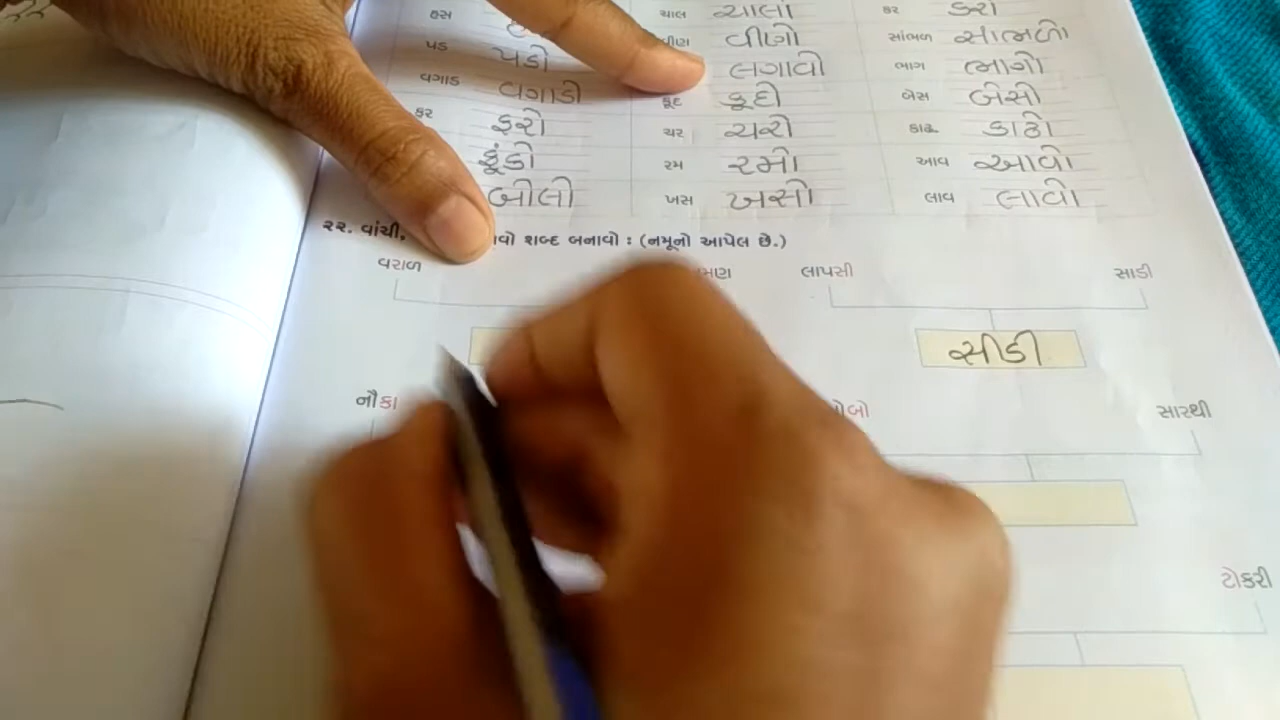 હસ ચાલ ચાલો કર કરો
પડ પડો વીણ વીણો સાંભળ સાભળો
વગાડ વગાડો લગાવો ભાગ ભાગો
ફર ફરો કૂદ કૂદો બેસ બેસી
ઢૂંડો ચર ચરો કાઢ કાઢો
બોલો રમ રમો આવ આવો
ખસ ખસો લાવ લાવો
૨૨. વાંચી, શબ્દ બનાવો : (નમૂનો આપેલ છે.)
વરાળ લાપસી સાડી
સીડી
નૌકા સારથી
ટોકરી